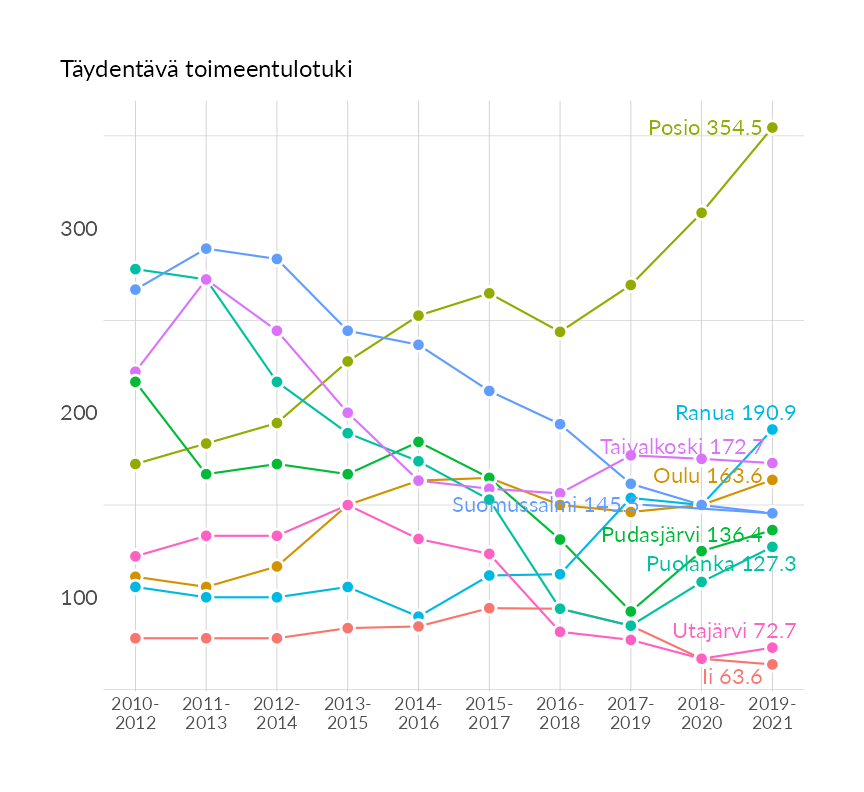 Täydentävä toimeentulotuki
Posio 354.5
300
Ranua 190.9
200
Taivalkoski 172.7
Oulu 163.6
Suomussalmi 145.
Pudasjärvi 136.4
Puolanka 127.3
100
Utajärvi 72.7
Ii 63.6
2010-2012
2011-2013
2012-2014
2013-2015
2014-2016
2015-2017
2016-2018
2017-2019
2018-2020
2019-2021